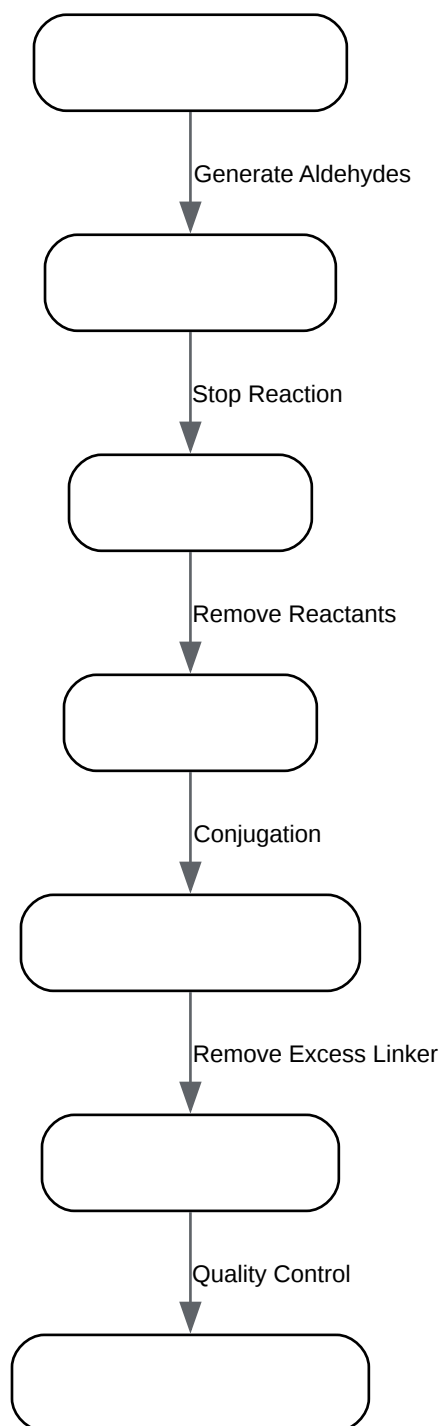 Generate Aldehydes
Stop Reaction
Remove Reactants
Conjugation
Remove Excess Linker
Quality Control